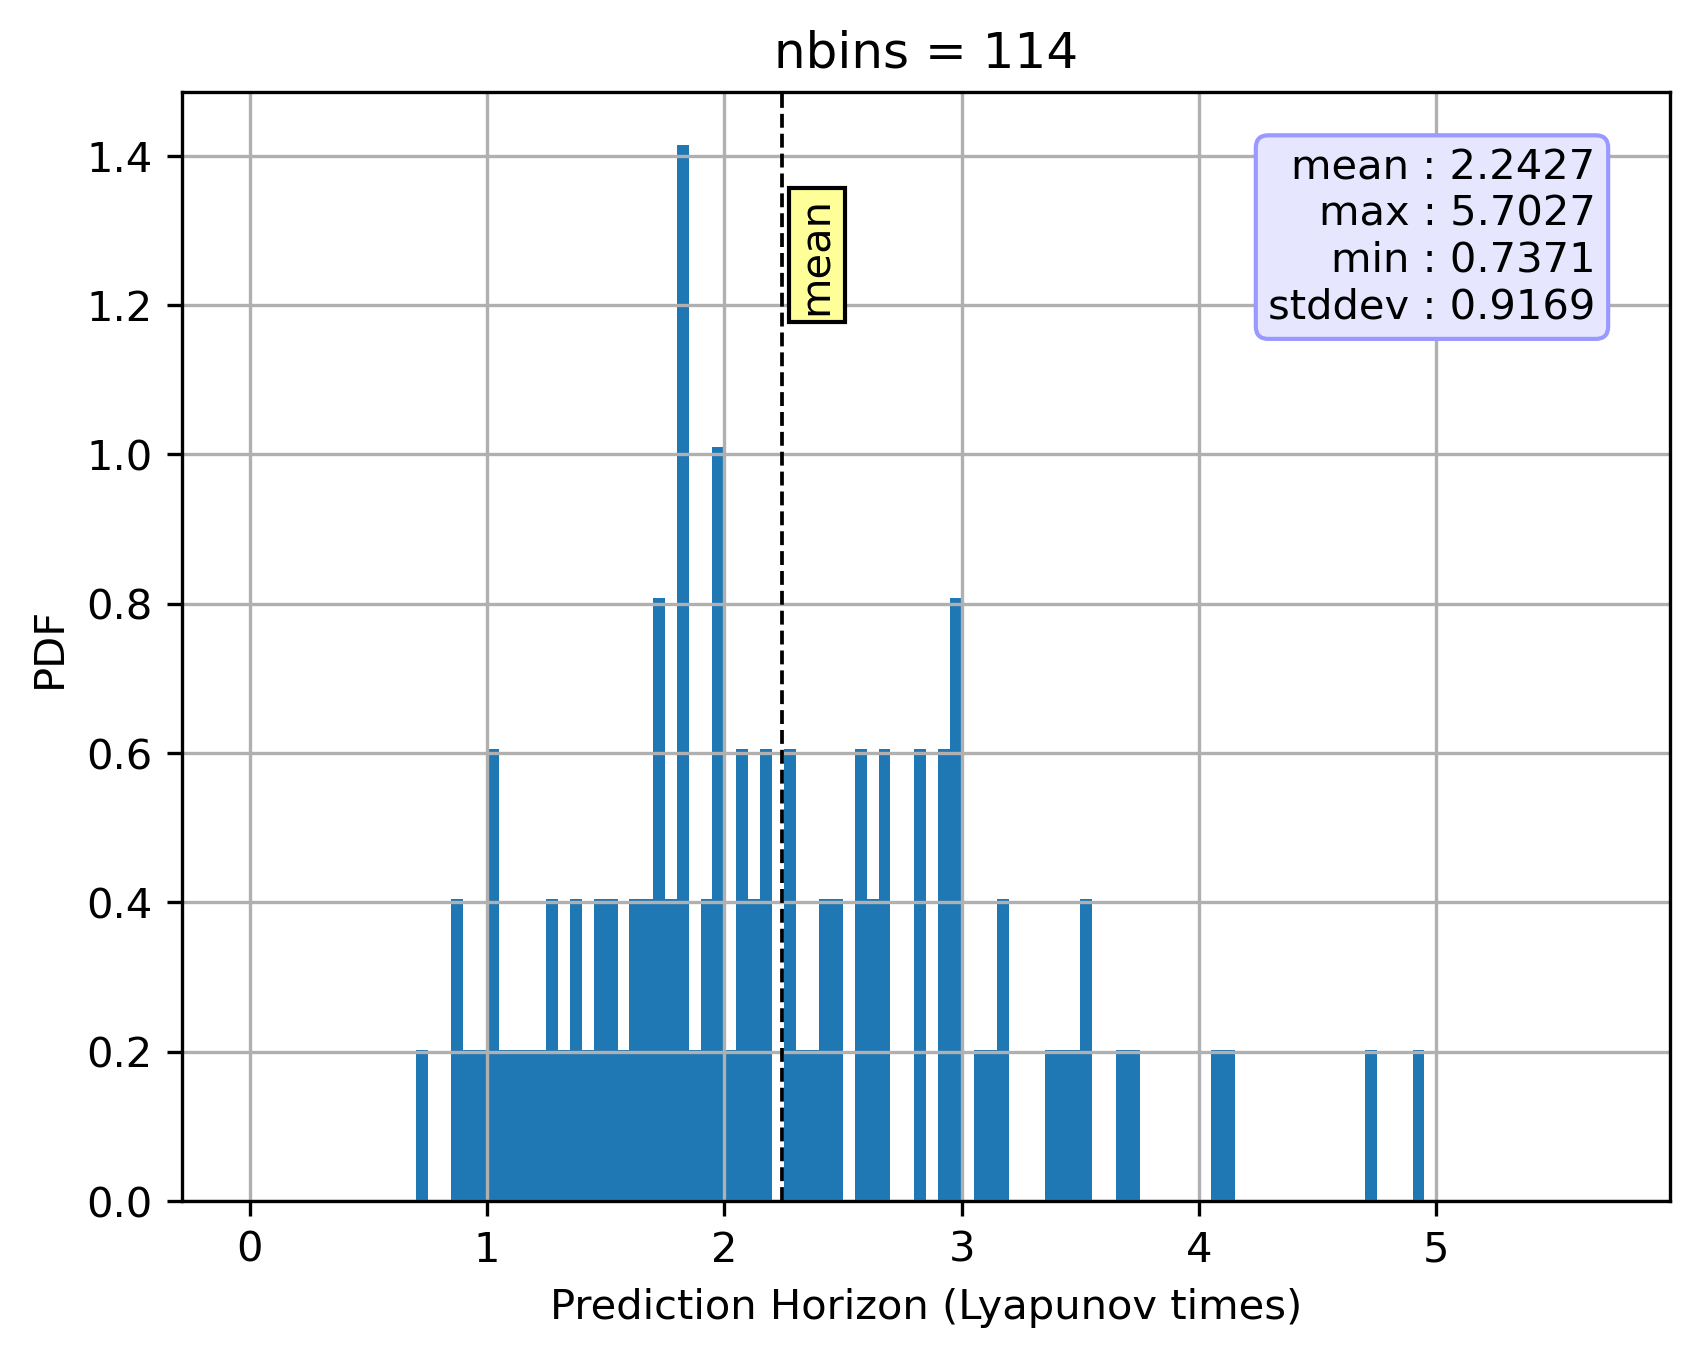 nbins = 114
mean : 2.2427
max : 5.7027
min : 0.7371
stddev : 0.9169
mean
PDF
1.4
1.2
1.0
0.8
0.6
0.4
0.2
0.0
0 1 2 3 4 5
Prediction Horizon (Lyapunov times)